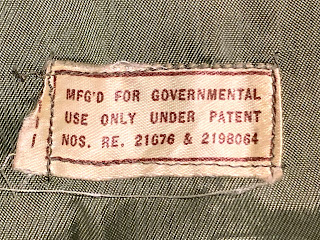 MFG'D FOR GOVERNMENTAL
USE ONLY UNDER PATENT
NOS. RE. 21676 & 2198064